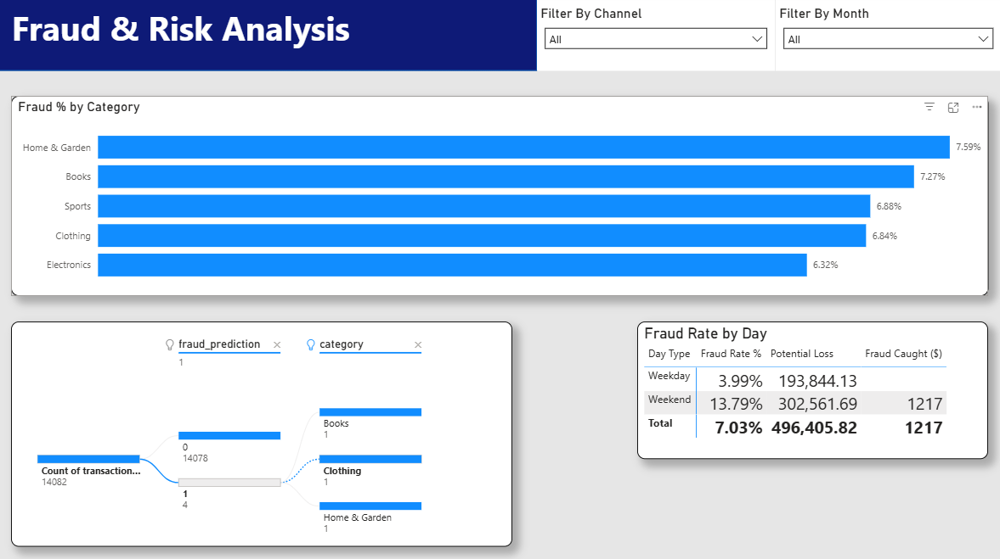 Fraud & Risk Analysis
Filter By Channel
All
Filter By Month
All
Fraud % by Category
Home & Garden 7.59%
Books 7.27%
Sports 6.88%
Clothing 6.84%
Electronics 6.32%
fraud_prediction
1
category
Count of transaction...
14082
0
14078
1
4
Books
1
Clothing
1
Home & Garden
1
Fraud Rate by Day
Day Type Fraud Rate % Potential Loss Fraud Caught ($)
Weekday 3.99% 193,844.13
Weekend 13.79% 302,561.69 1217
Total 7.03% 496,405.82 1217